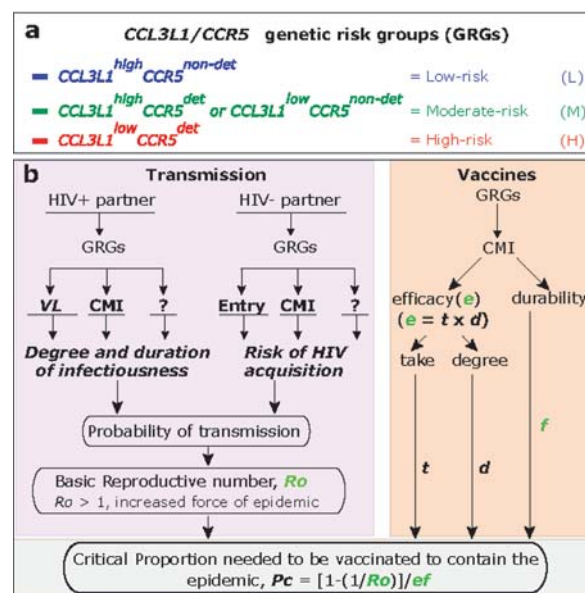 a
CCL3L1/CCR5 genetic risk groups (GRGs)
CCL3L1high CCR5non-det = Low-risk (L)
CCL3L1high CCR5det or CCL3L1low CCR5non-det = Moderate-risk (M)
CCL3L1low CCR5det = High-risk (H)
b
Transmission
HIV+ partner HIV- partner
GRGs GRGs
VL CMI ? Entry CMI ?
Degree and duration
of infectiousness
Risk of HIV
acquisition
Probability of transmission
Basic Reproductive number, Ro
Ro > 1, increased force of epidemic
Vaccines
GRGs
CMI
efficacy(e) durability
(e = t x d)
take degree
t d f
Critical Proportion needed to be vaccinated to contain the
epidemic, Pc = [1-(1/Ro)]/ef